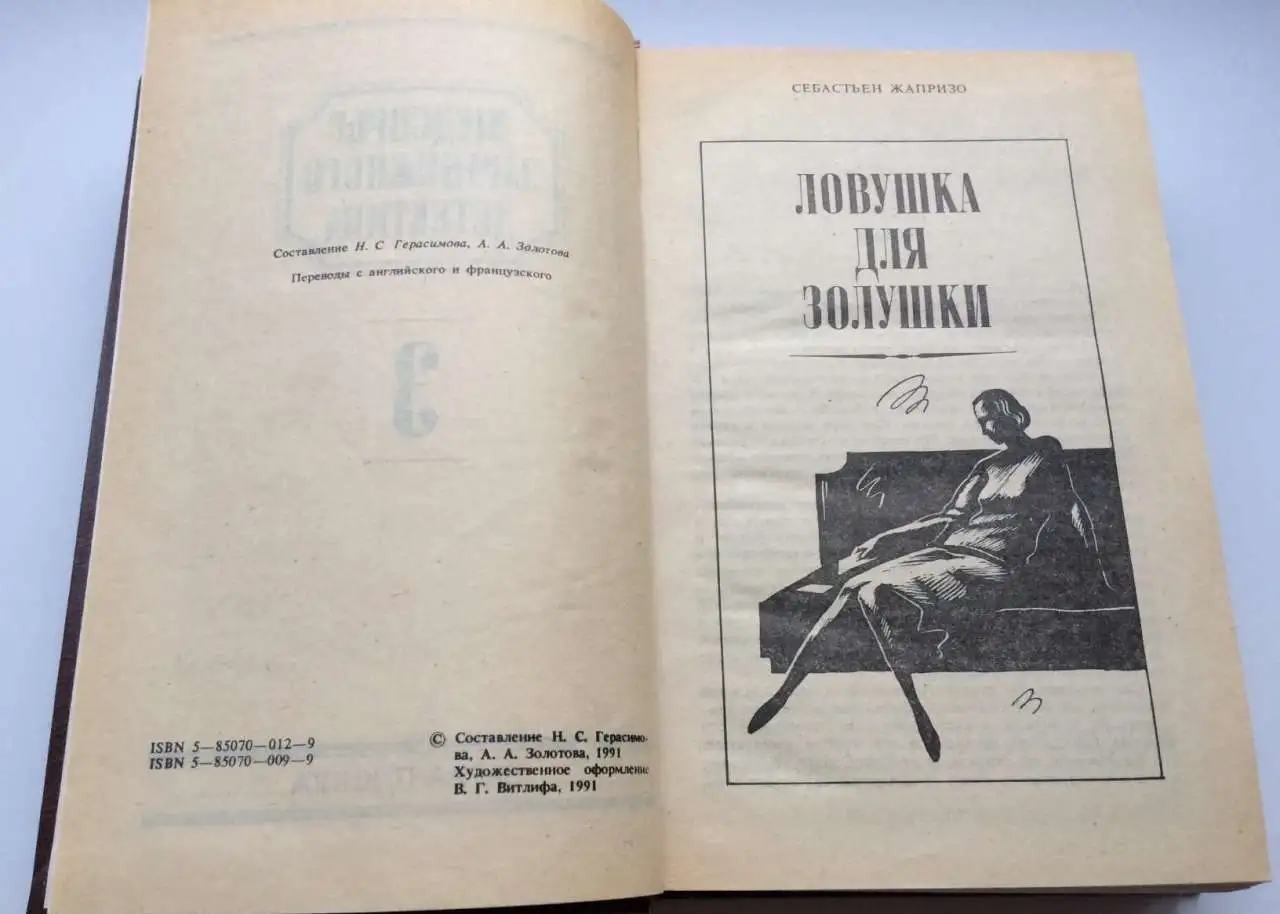 Составление Н. С Герасимова, А. А. Золотова
Переводы с английского и французского
3
ISBN 5—85070—012—9
ISBN 5—85070—009—9
© Составление Н. С. Герасимо-
ва, А. А. Золотова, 1991
Художественное оформление
В. Г. Витлифа, 1991
СЕБАСТЬЕН ЖАПРИЗО
ЛОВУШКА
ДЛЯ
ЗОЛУШКИ